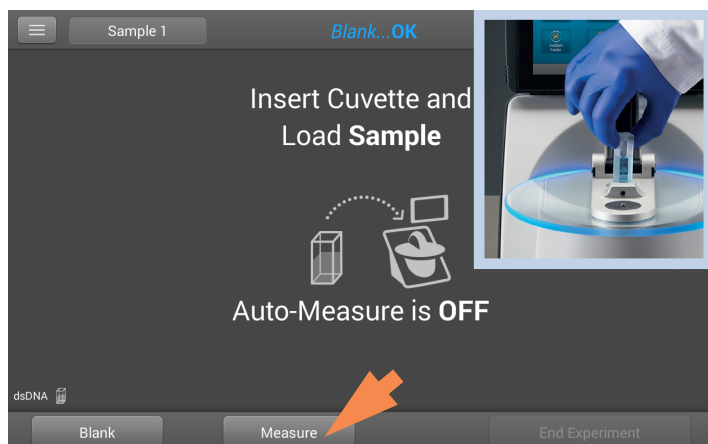 Sample 1
Blank...OK
Insert Cuvette and
Load Sample
Auto-Measure is OFF
dsDNA
Blank
Measure
End Experiment